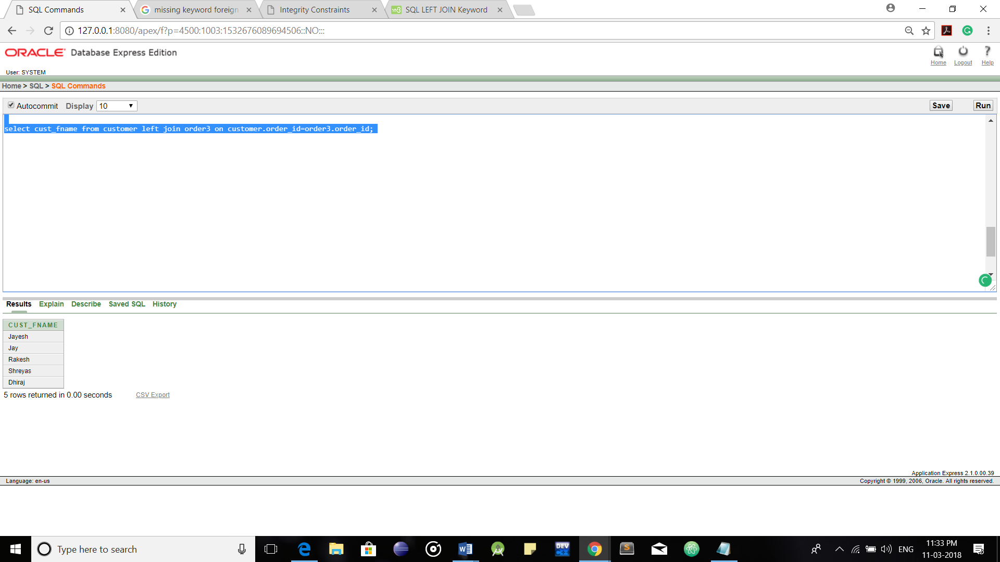 SQL Commands
missing keyword foreign
Integrity Constraints
SQL LEFT JOIN Keyword
127.0.0.1:8080/apex/f?p=4500:1003:1532676089694506::NO:::
ORACLE Database Express Edition
Home
Logout
Help
User: SYSTEM
Home > SQL > SQL Commands
Autocommit
Display
10
Save
Run
select cust_fname from customer left join order3 on customer.order_id=order3.order_id;
Results
Explain
Describe
Saved SQL
History
CUST_FNAME
Jayesh
Jay
Rakesh
Shreyas
Dhiraj
5 rows returned in 0.00 seconds
CSV Export
Application Express 2.1.0.00.39
Language: en-us
Copyright © 1999, 2006, Oracle. All rights reserved.
Type here to search
DEV
C++
ENG
11:33 PM
11-03-2018